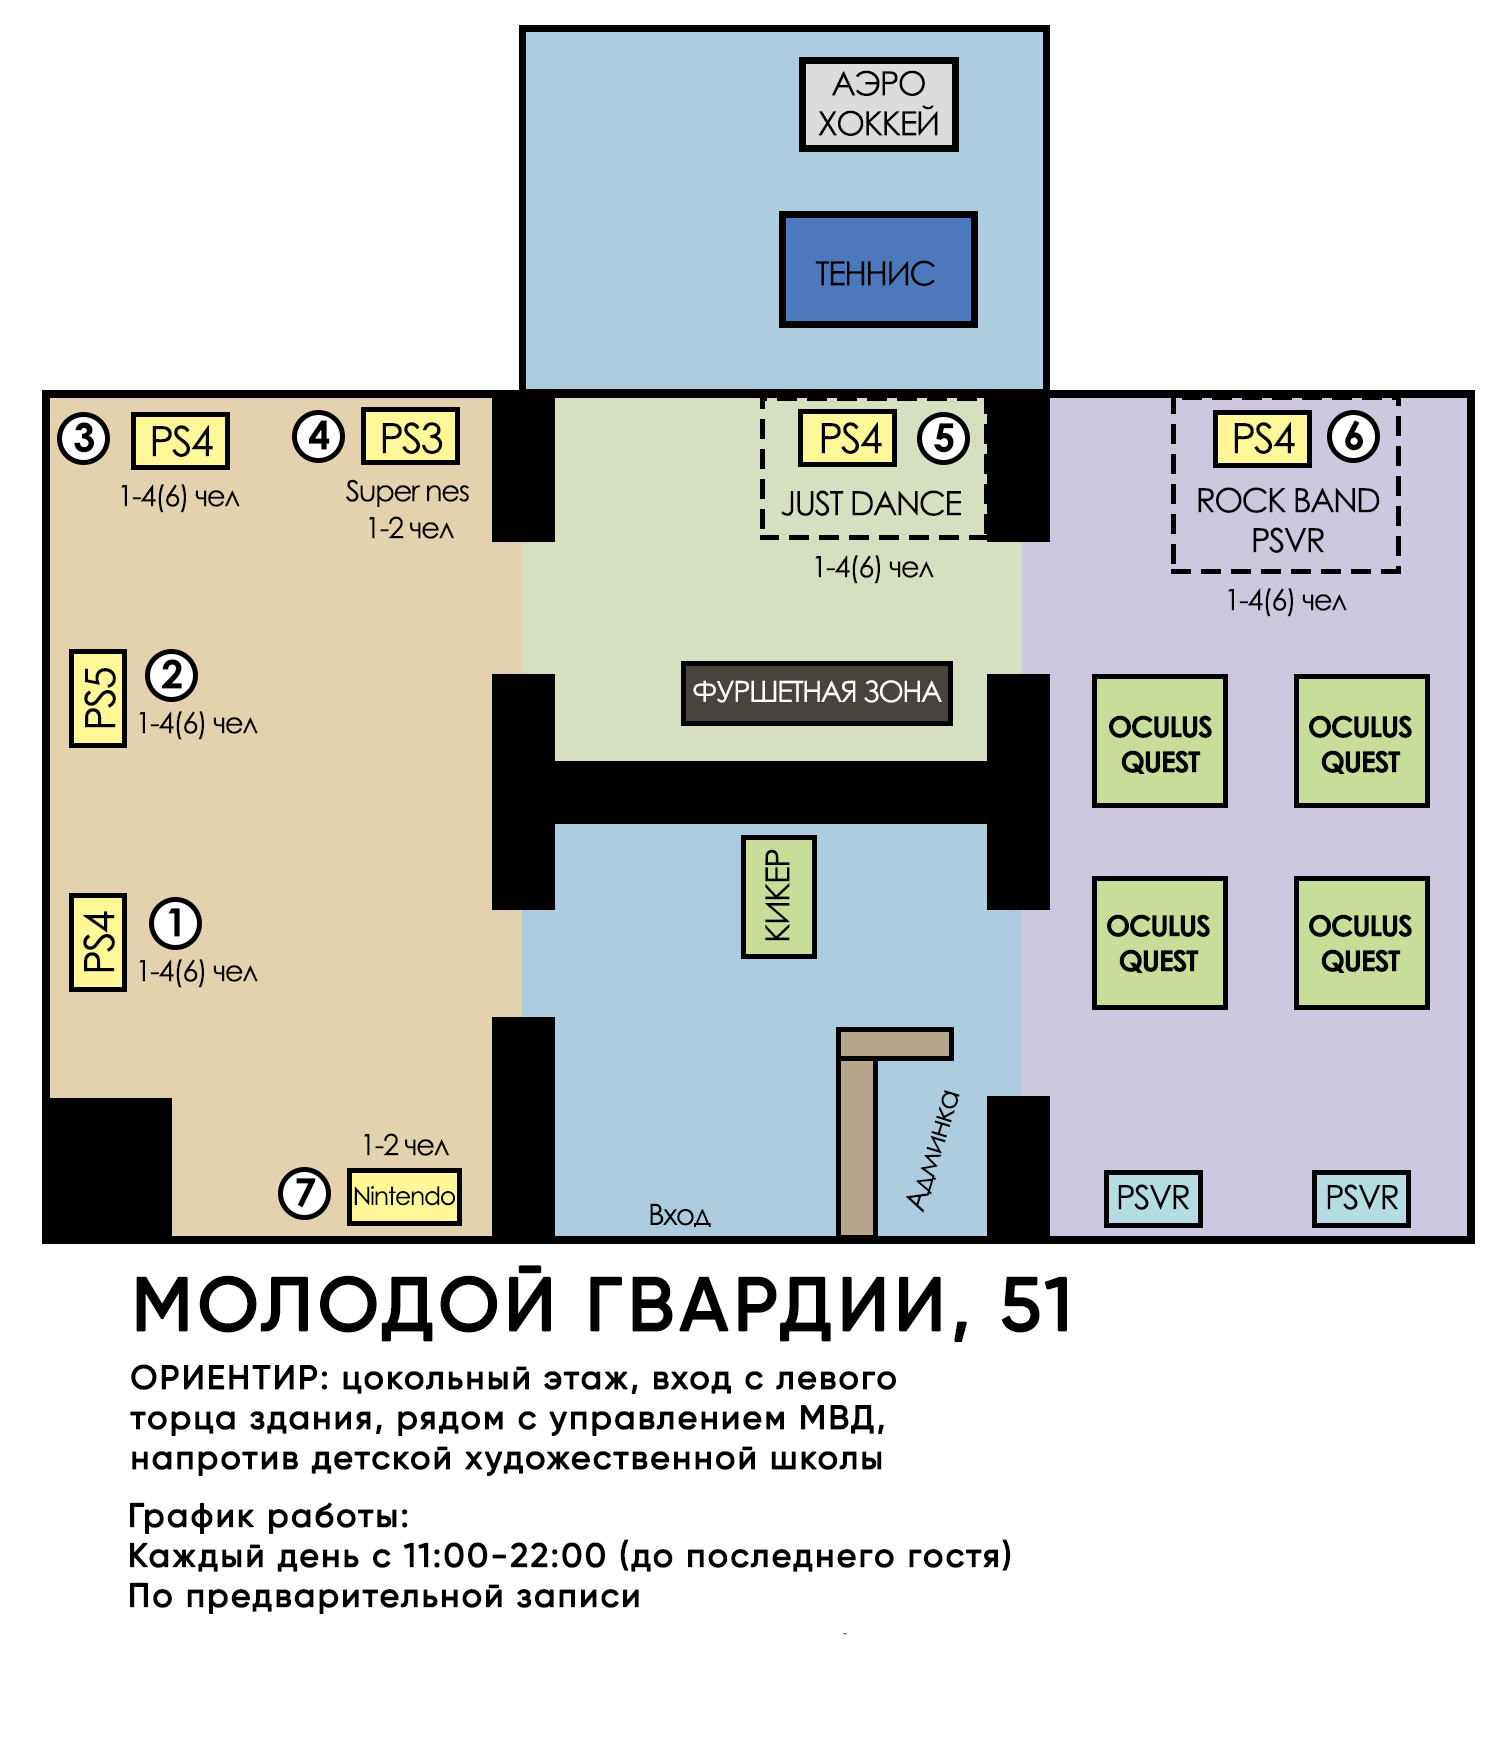 АЭРО
ХОККЕЙ
ТЕННИС
3
PS4
1-4(6) чел
4
PS3
Super nes
1-2 чел
PS4
5
JUST DANCE
1-4(6) чел
PS4
6
ROCK BAND
PSVR
1-4(6) чел
PS5
2
1-4(6) чел
ФУРШЕТНАЯ ЗОНА
OCULUS
QUEST
OCULUS
QUEST
PS4
1
1-4(6) чел
КИКЕР
OCULUS
QUEST
OCULUS
QUEST
1-2 чел
7
Nintendo
Вход
Админка
PSVR
PSVR
МОЛОДОЙ ГВАРДИИ, 51
ОРИЕНТИР: цокольный этаж, вход с левого
торца здания, рядом с управлением МВД,
напротив детской художественной школы
График работы:
Каждый день с 11:00-22:00 (до последнего гостя)
По предварительной записи
-